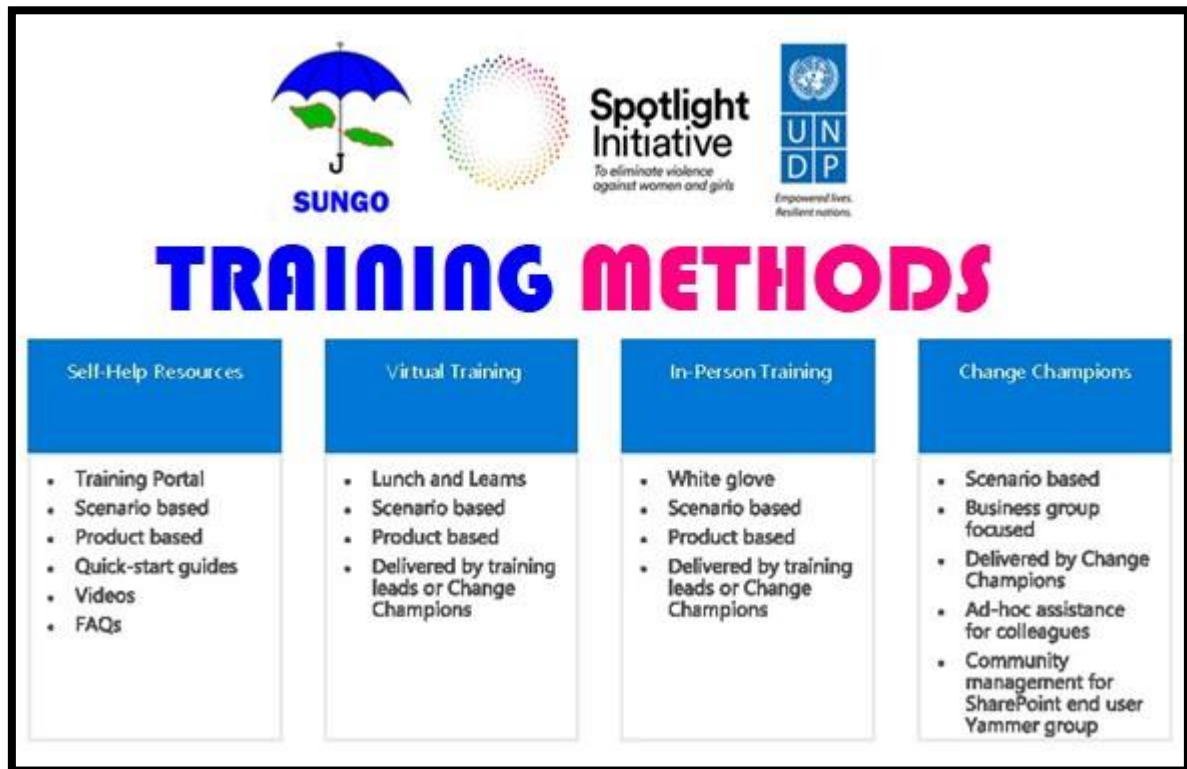 SUNGO
Spotlight
Initiative
To eliminate violence
against women and girls
U N
D P
Empowered lives.
Resilient nations.
TRAINING METHODS
Self-Help Resources
• Training Portal
• Scenario based
• Product based
• Quick-start guides
• Videos
• FAQs
Virtual Training
• Lunch and Leams
• Scenario based
• Product based
• Delivered by training
leads or Change
Champions
In-Person Training
• White glove
• Scenario based
• Product based
• Delivered by training
leads or Change
Champions
Change Champions
• Scenario based
• Business group
focused
• Delivered by Change
Champions
• Ad-hoc assistance
for colleagues
• Community
management for
SharePoint end user
Yammer group